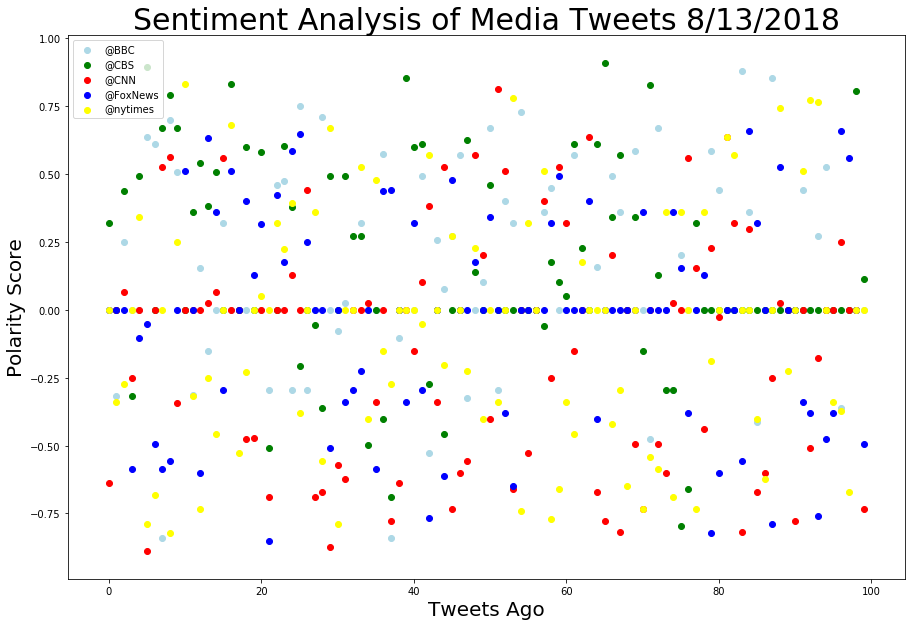 Sentiment Analysis of Media Tweets 8/13/2018
1.00
0.75
0.50
0.25
0.00
−0.25
−0.50
−0.75
Polarity Score
@BBC
@CBS
@CNN
@FoxNews
@nytimes
0 20 40 60 80 100
Tweets Ago